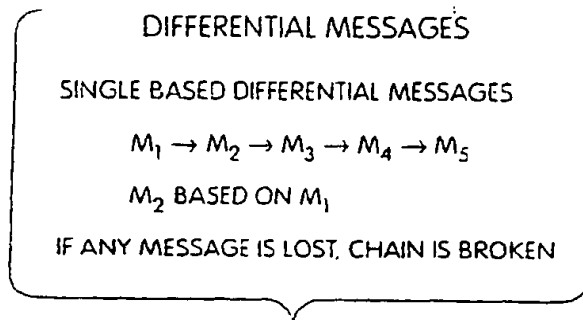 DIFFERENTIAL MESSAGES
SINGLE BASED DIFFERENTIAL MESSAGES
M₁ → M₂ → M₃ → M₄ → M₅
M₂ BASED ON M₁
IF ANY MESSAGE IS LOST, CHAIN IS BROKEN